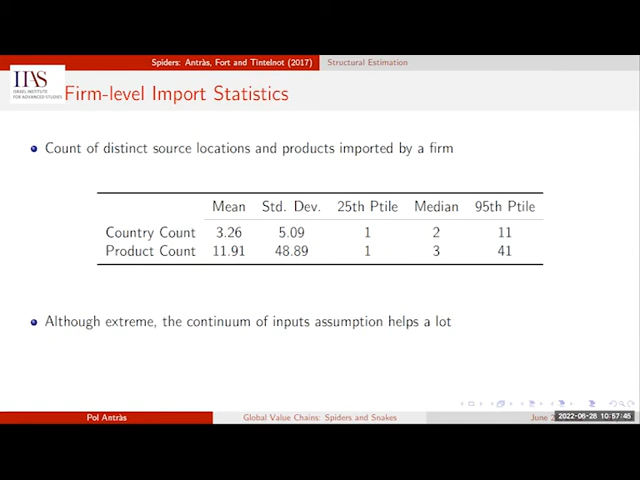 Spiders: Antràs, Fort and Tintelnot (2017) Structural Estimation
IIAS
ISRAEL INSTITUTE
FOR ADVANCED STUDIES
Firm-level Import Statistics
Count of distinct source locations and products imported by a firm
Mean Std. Dev. 25th Ptile Median 95th Ptile
Country Count 3.26 5.09 1 2 11
Product Count 11.91 48.89 1 3 41
Although extreme, the continuum of inputs assumption helps a lot
Pol Antràs Global Value Chains: Spiders and Snakes June 2022-06-28 10:57:45